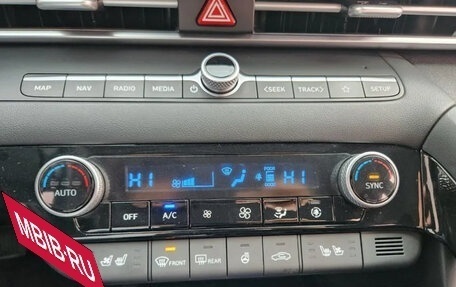 MAP NAV RADIO MEDIA <SEEK TRACK> SETUP
HI HI
AUTO SYNC
OFF A/C
FRONT REAR
MBIB.RU